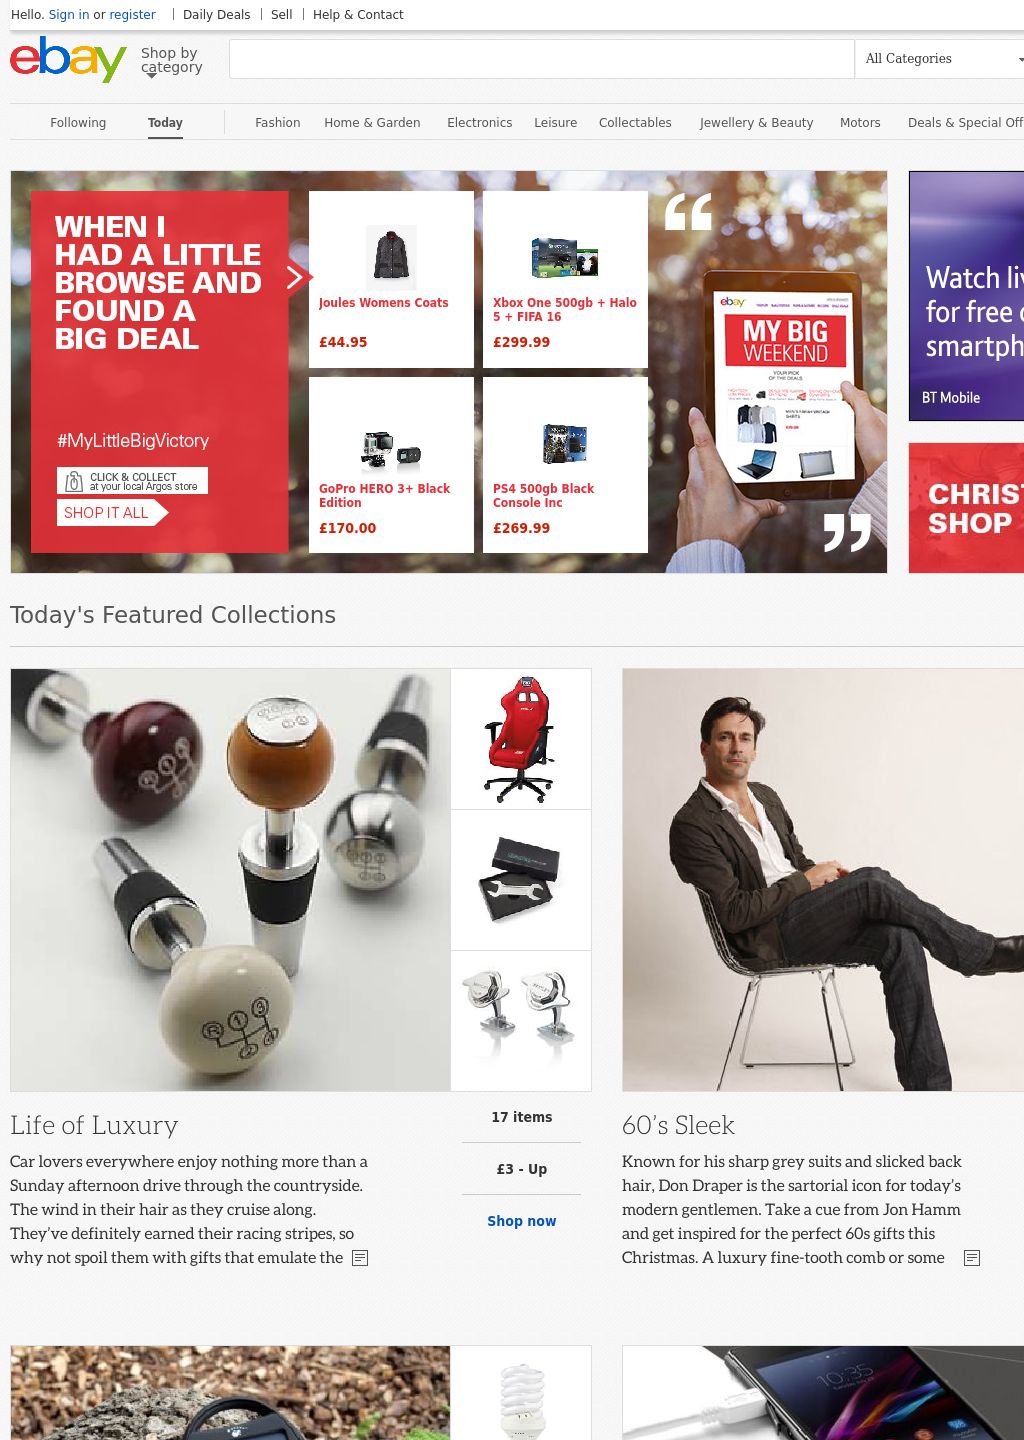 Hello. Sign in or register
Daily Deals
Sell
Help & Contact
ebay
Shop by
category
All Categories
Following
Today
Fashion
Home & Garden
Electronics
Leisure
Collectables
Jewellery & Beauty
Motors
Deals & Special Off
WHEN I
HAD A LITTLE
BROWSE AND
FOUND A
BIG DEAL
#MyLittleBigVictory
CLICK & COLLECT
at your local Argos store
SHOP IT ALL
Joules Womens Coats
£44.95
Xbox One 500gb + Halo
5 + FIFA 16
£299.99
GoPro HERO 3+ Black
Edition
£170.00
PS4 500gb Black
Console Inc
£269.99
“
ebay
MY BIG
WEEKEND
YOUR PICK
OF THE DEALS
”
Watch li
for free
smartph
BT Mobile
CHRIST
SHOP
Today's Featured Collections
R 1 3
2
Life of Luxury
Car lovers everywhere enjoy nothing more than a
Sunday afternoon drive through the countryside.
The wind in their hair as they cruise along.
They’ve definitely earned their racing stripes, so
why not spoil them with gifts that emulate the
17 items
£3 - Up
Shop now
60’s Sleek
Known for his sharp grey suits and slicked back
hair, Don Draper is the sartorial icon for today’s
modern gentlemen. Take a cue from Jon Hamm
and get inspired for the perfect 60s gifts this
Christmas. A luxury fine-tooth comb or some
10:35